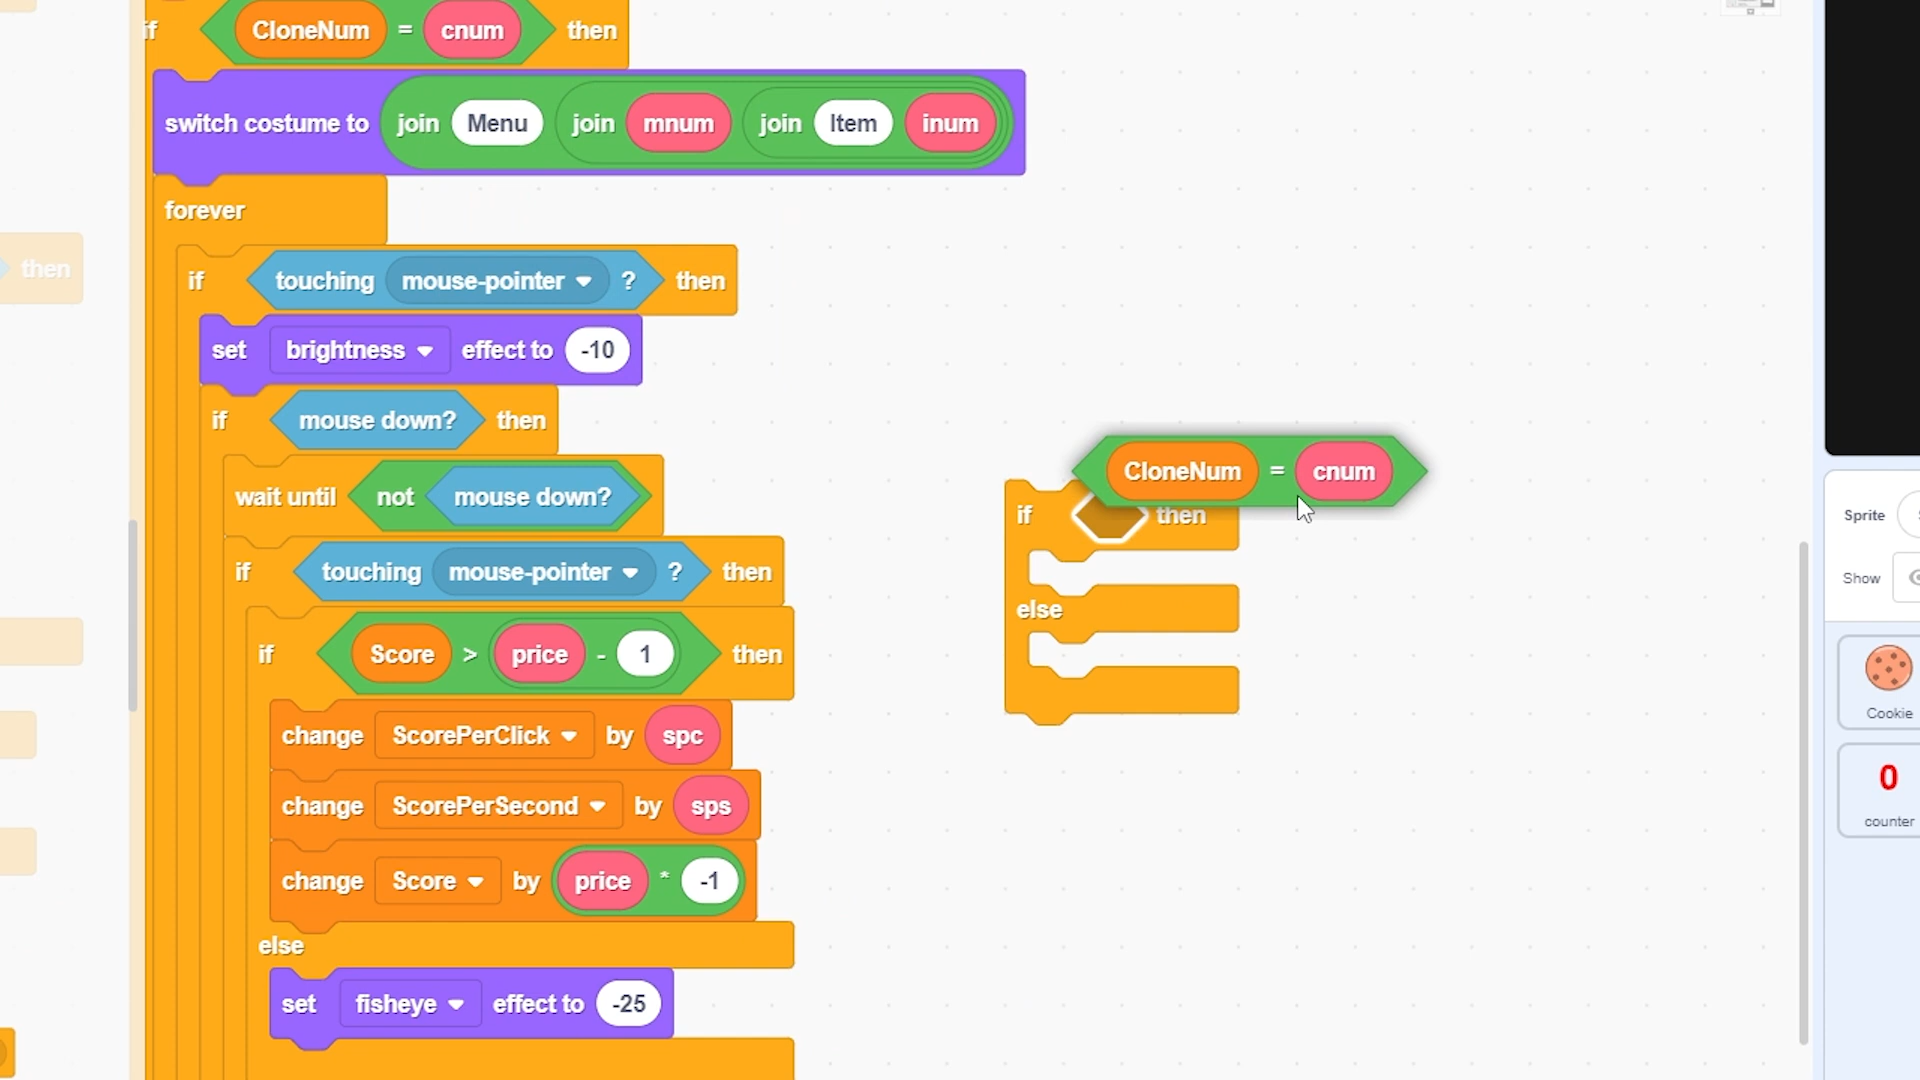 if CloneNum = cnum then
switch costume to join Menu join mnum join Item inum
forever
then
if touching mouse-pointer ? then
set brightness effect to -10
if mouse down? then
wait until not mouse down?
if touching mouse-pointer ? then
if Score > price - 1 then
change ScorePerClick by spc
change ScorePerSecond by sps
change Score by price * -1
else
set fisheye effect to -25
CloneNum = cnum
if then
else
Sprite
Show
Cookie
0
counter